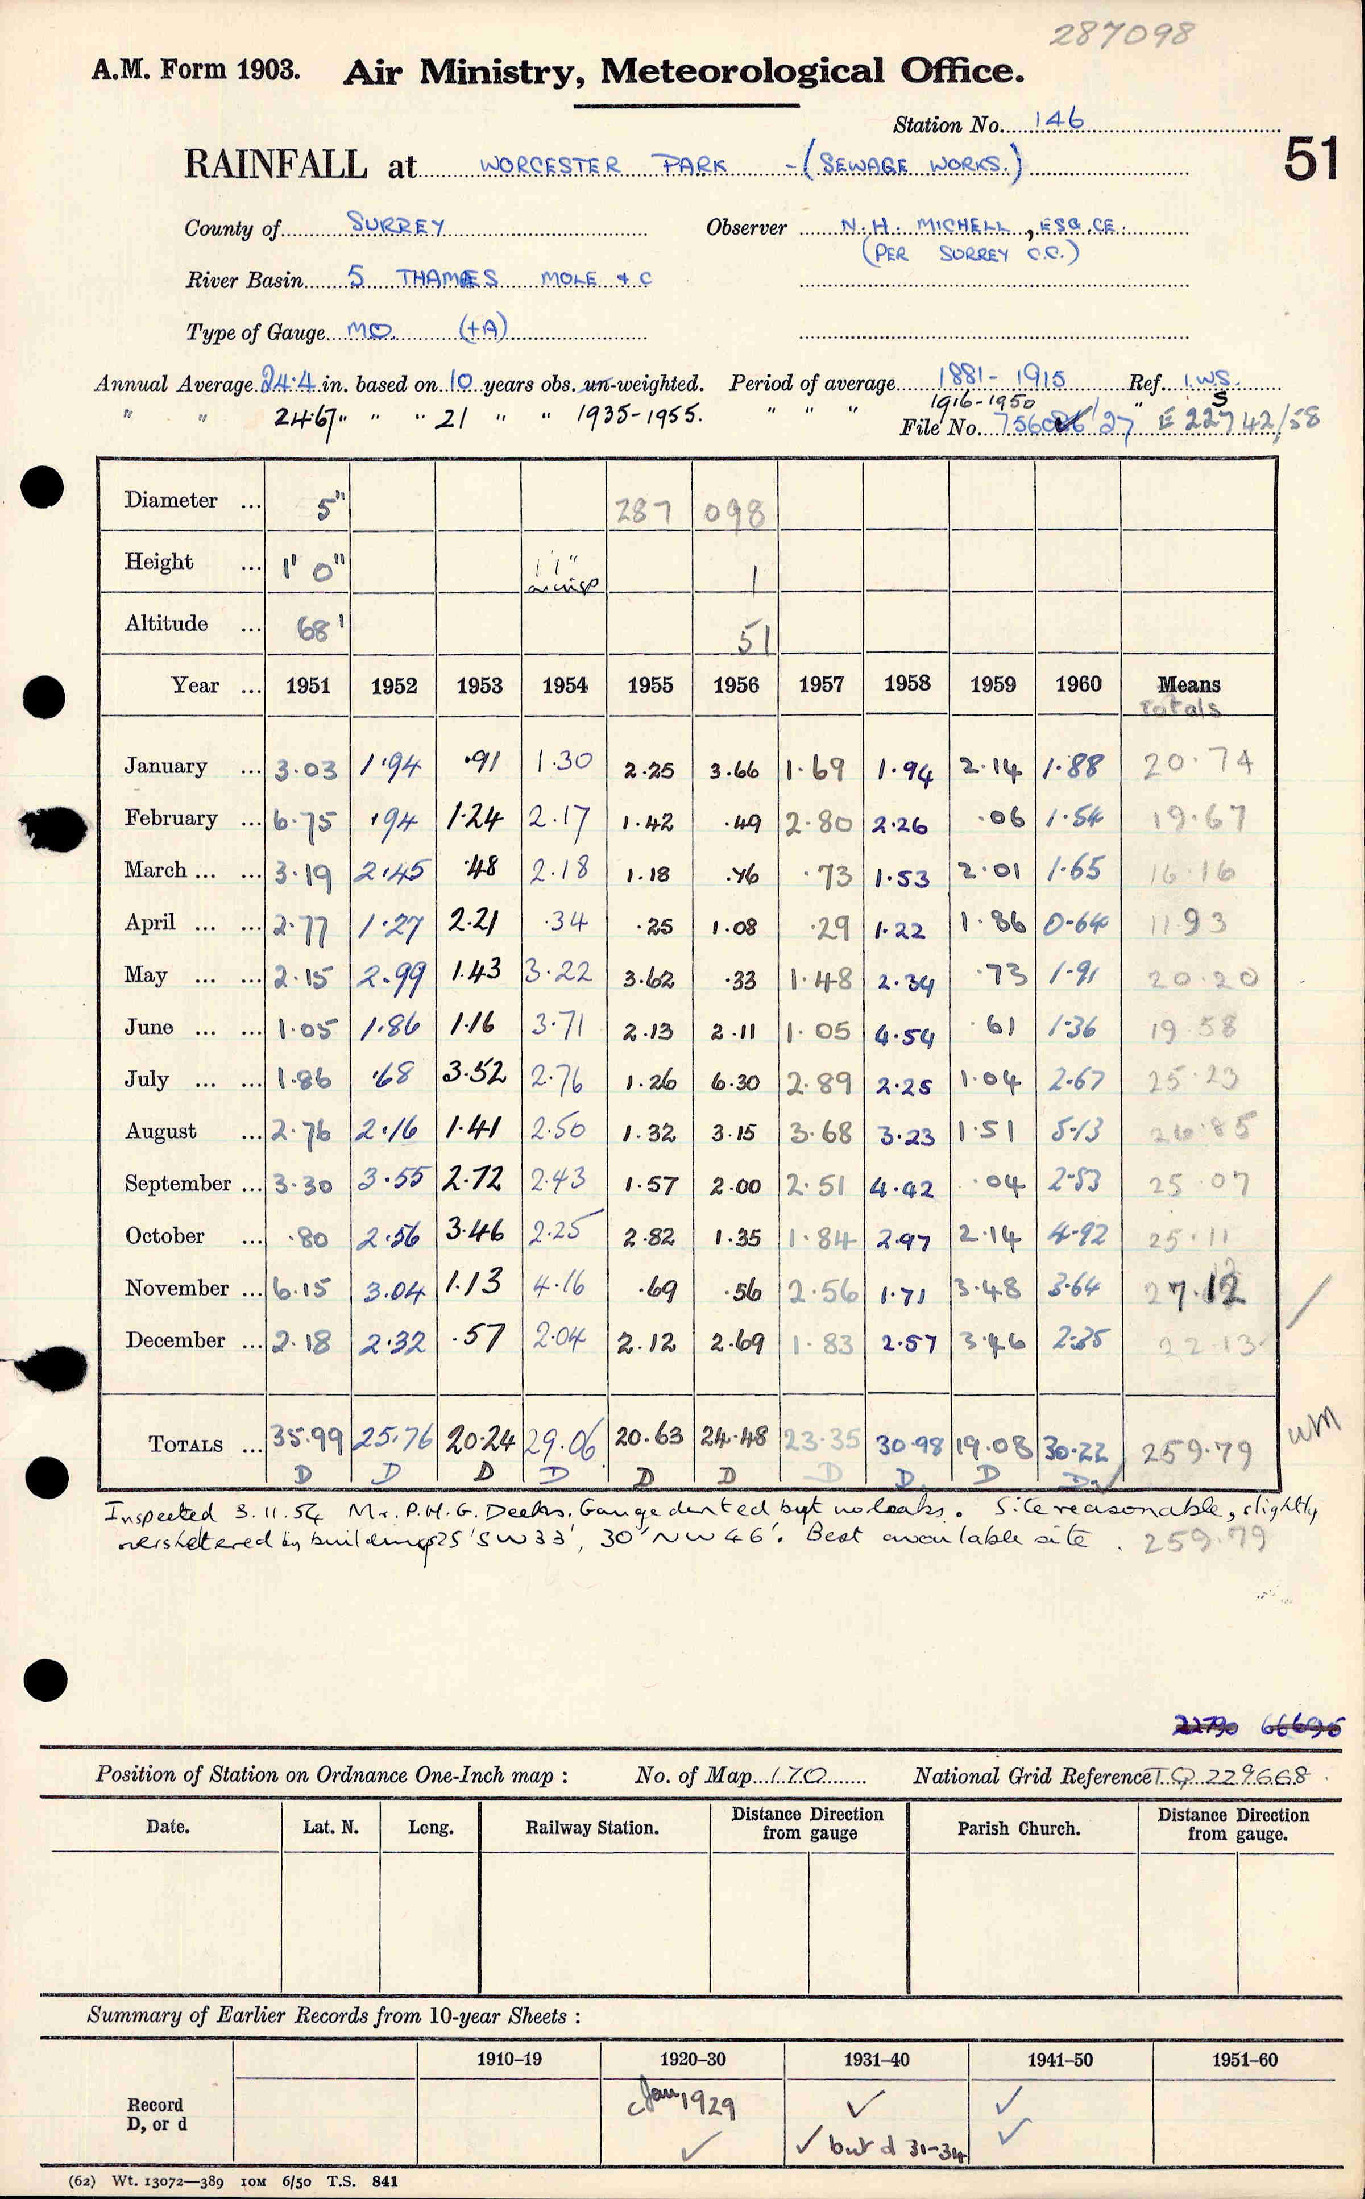 287098
A.M. Form 1903. Air Ministry, Meteorological Office.
Station No. 146
51
RAINFALL at WORCESTER PARK - (SEWAGE WORKS.)
County of SURREY Observer N. H. MICHELL, ESQ. CE.
(PER SURREY C.C.)
River Basin 5 THAMES MOLE & C
Type of Gauge MO. (+A)
Annual Average 24.4 in. based on 10 years obs. un-weighted. Period of average 1881 - 1915 Ref. I.W.S.
" " 24.67" " " 21 " " 1935-1955. " " " 1916-1950 " S
File No. 756086/27 E 22742/58
Diameter ... 5" 287 098
Height ... 1' 0" 1'1" 1
Altitude ... 68' 51
Year ... 1951 1952 1953 1954 1955 1956 1957 1958 1959 1960 Means
Totals
January ... 3.03 1.94 .91 1.30 2.25 3.66 1.69 1.94 2.14 1.88 20.74
February ... 6.75 .94 1.24 2.17 1.42 .49 2.80 2.26 .06 1.54 19.67
March ... ... 3.19 2.45 .48 2.18 1.18 .76 .73 1.53 2.01 1.65 16.16
April ... ... 2.77 1.27 2.21 .34 .25 1.08 .29 1.22 1.86 0.64 11.93
May ... ... 2.15 2.99 1.43 3.22 3.62 .33 1.48 2.34 .73 1.91 20.20
June ... ... 1.05 1.86 1.16 3.71 2.13 2.11 1.05 4.54 .61 1.36 19.58
July ... ... 1.86 .68 3.52 2.76 1.26 6.30 2.89 2.25 1.04 2.67 25.23
August ... 2.76 2.16 1.41 2.50 1.32 3.15 3.68 3.23 1.51 5.13 26.85
September ... 3.30 3.55 2.72 2.43 1.57 2.00 2.51 4.42 .04 2.53 25.07
October ... .80 2.56 3.46 2.25 2.82 1.35 1.84 2.97 2.14 4.92 25.11
November ... 6.15 3.04 1.13 4.16 .69 .56 2.56 1.71 3.48 3.64 27.12
December ... 2.18 2.32 .57 2.04 2.12 2.69 1.83 2.57 3.46 2.35 22.13
TOTALS ... 35.99 25.76 20.24 29.06 20.63 24.48 23.35 30.98 19.08 30.22 259.79
D D D D D D D D D D
WM
Inspected 3.11.54 Mr. P.H.G. Deeks. Gauge dented but no leaks. Site reasonable, slightly
oversheltered by buildings 25' SW 33', 30' NW 46'. Best available site. 259.79
22790 66695
Position of Station on Ordnance One-Inch map : No. of Map 170 National Grid Reference TQ 229668.
Date. Lat. N. Long. Railway Station. Distance Direction from gauge Parish Church. Distance Direction from gauge.
Summary of Earlier Records from 10-year Sheets :
1910-19 1920-30 1931-40 1941-50 1951-60
Record Jan 1929 ✓ ✓
D, or d ✓ ✓ but d 31-34 ✓
(62) Wt. 13072—389 10M 6/50 T.S. 841